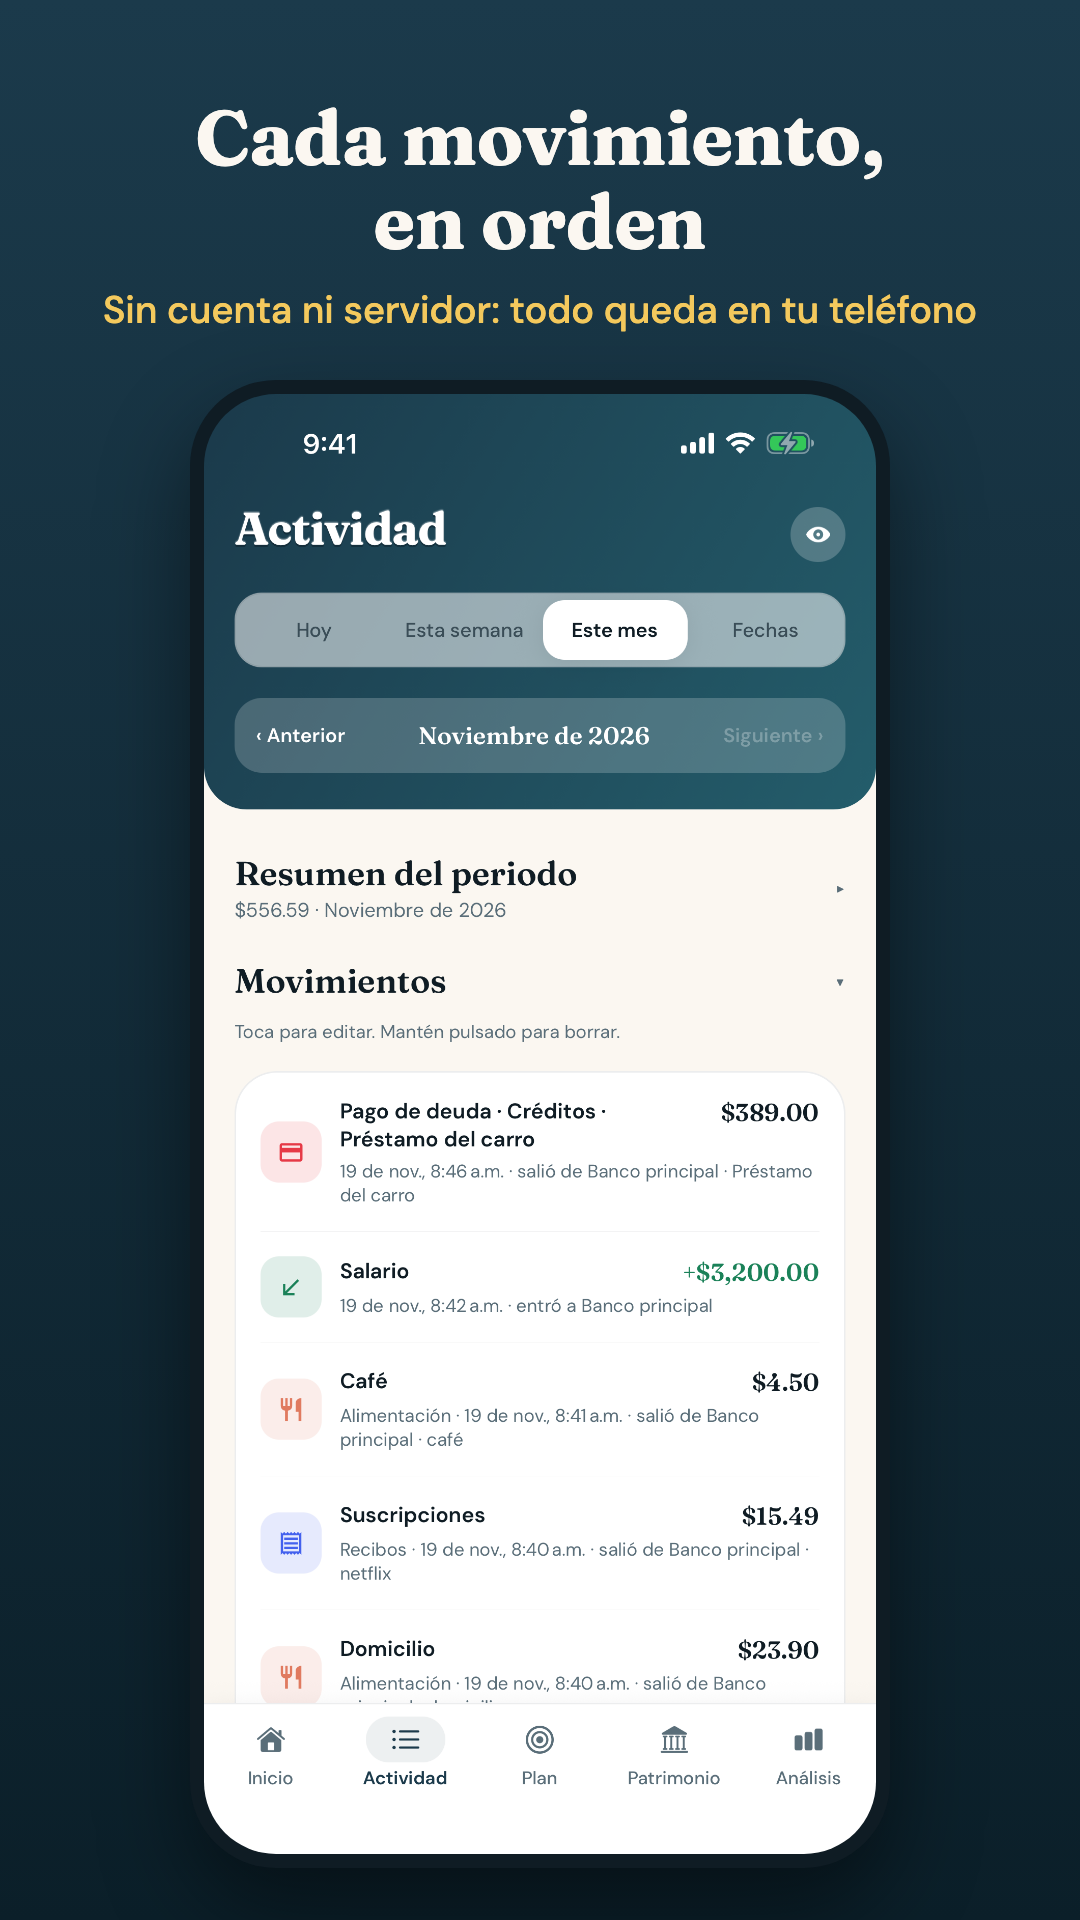 Cada movimiento,
en orden
Sin cuenta ni servidor: todo queda en tu teléfono
9:41
Actividad
Hoy Esta semana Este mes Fechas
‹ Anterior Noviembre de 2026 Siguiente ›
Resumen del periodo
$556.59 · Noviembre de 2026
Movimientos
Toca para editar. Mantén pulsado para borrar.
Pago de deuda · Créditos · $389.00
Préstamo del carro
19 de nov., 8:46 a.m. · salió de Banco principal · Préstamo
del carro
Salario +$3,200.00
19 de nov., 8:42 a.m. · entró a Banco principal
Café $4.50
Alimentación · 19 de nov., 8:41 a.m. · salió de Banco
principal · café
Suscripciones $15.49
Recibos · 19 de nov., 8:40 a.m. · salió de Banco principal ·
netflix
Domicilio $23.90
Alimentación · 19 de nov., 8:40 a.m. · salió de Banco
Inicio Actividad Plan Patrimonio Análisis